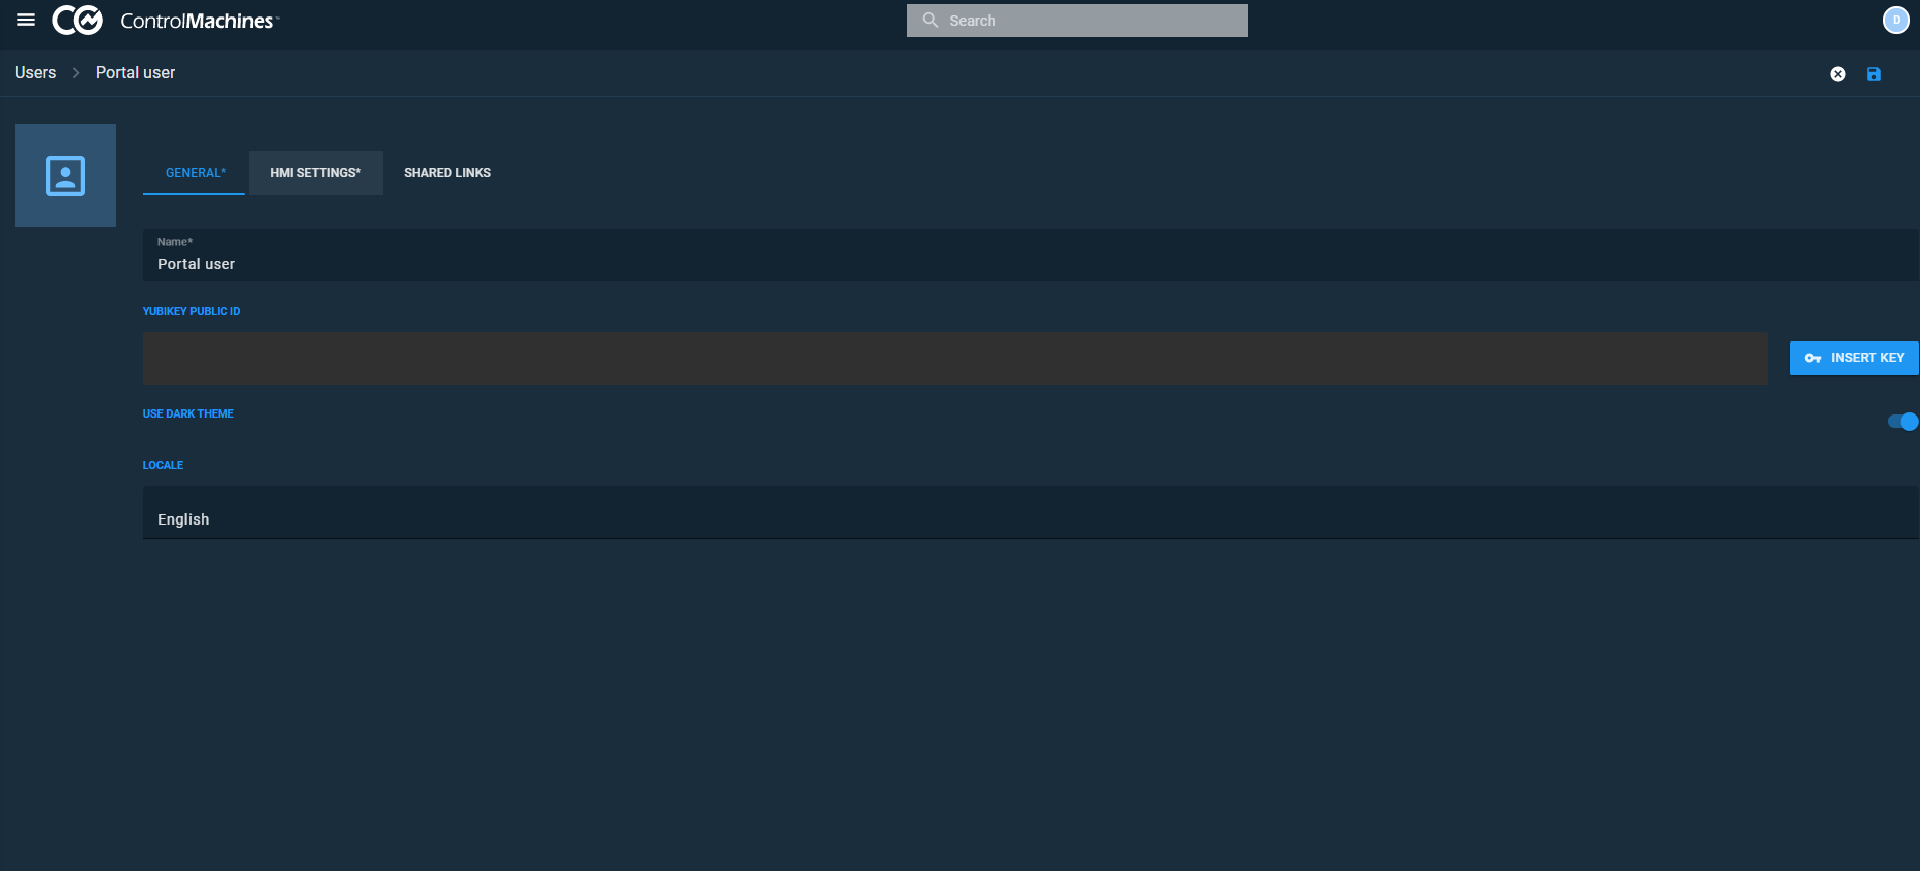 ControlMachines
Search
D
Users > Portal user
GENERAL* HMI SETTINGS* SHARED LINKS
Name*
Portal user
YUBIKEY PUBLIC ID
INSERT KEY
USE DARK THEME
LOCALE
English